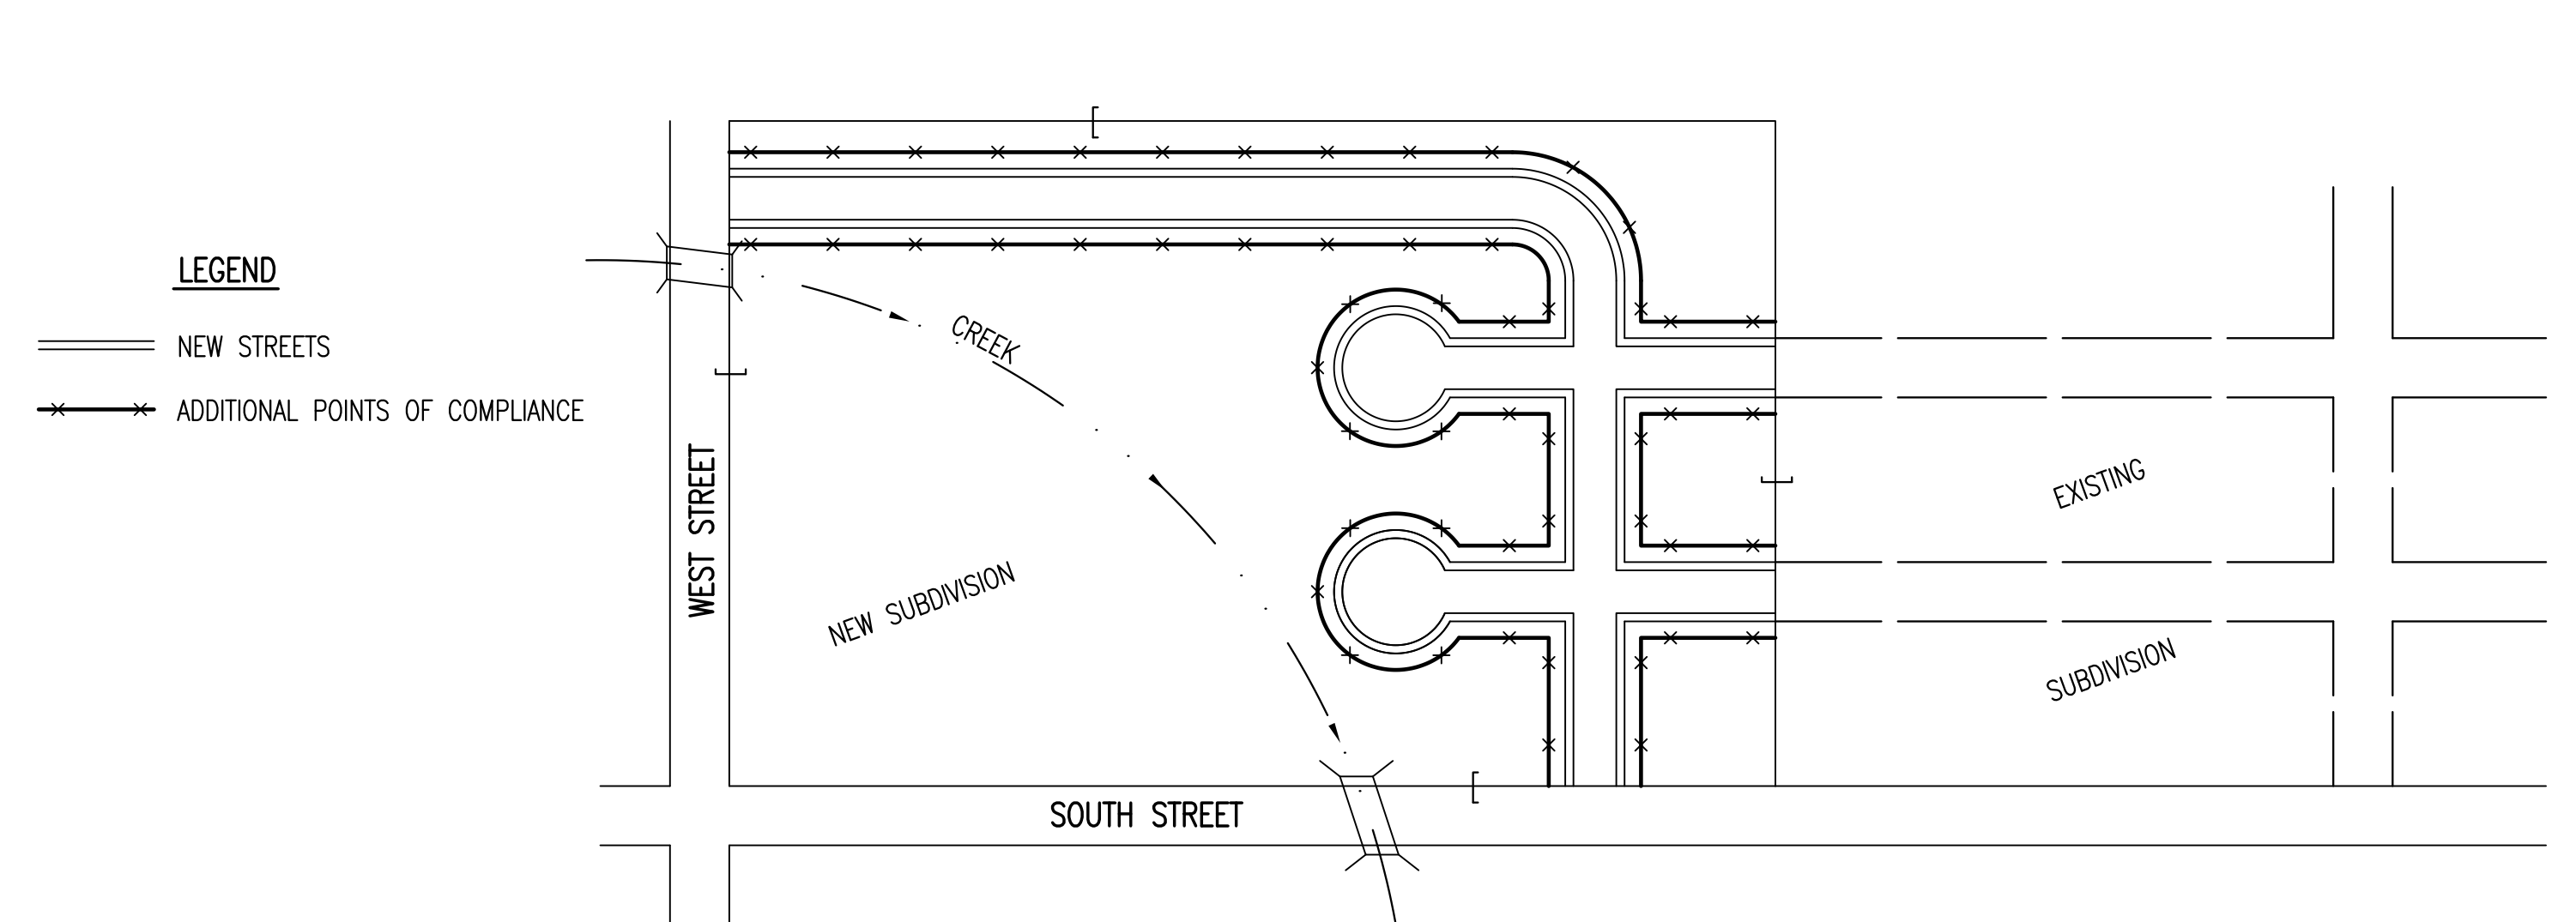 LEGEND
NEW STREETS
ADDITIONAL POINTS OF COMPLIANCE
CREEK
WEST STREET
NEW SUBDIVISION
SOUTH STREET
EXISTING
SUBDIVISION